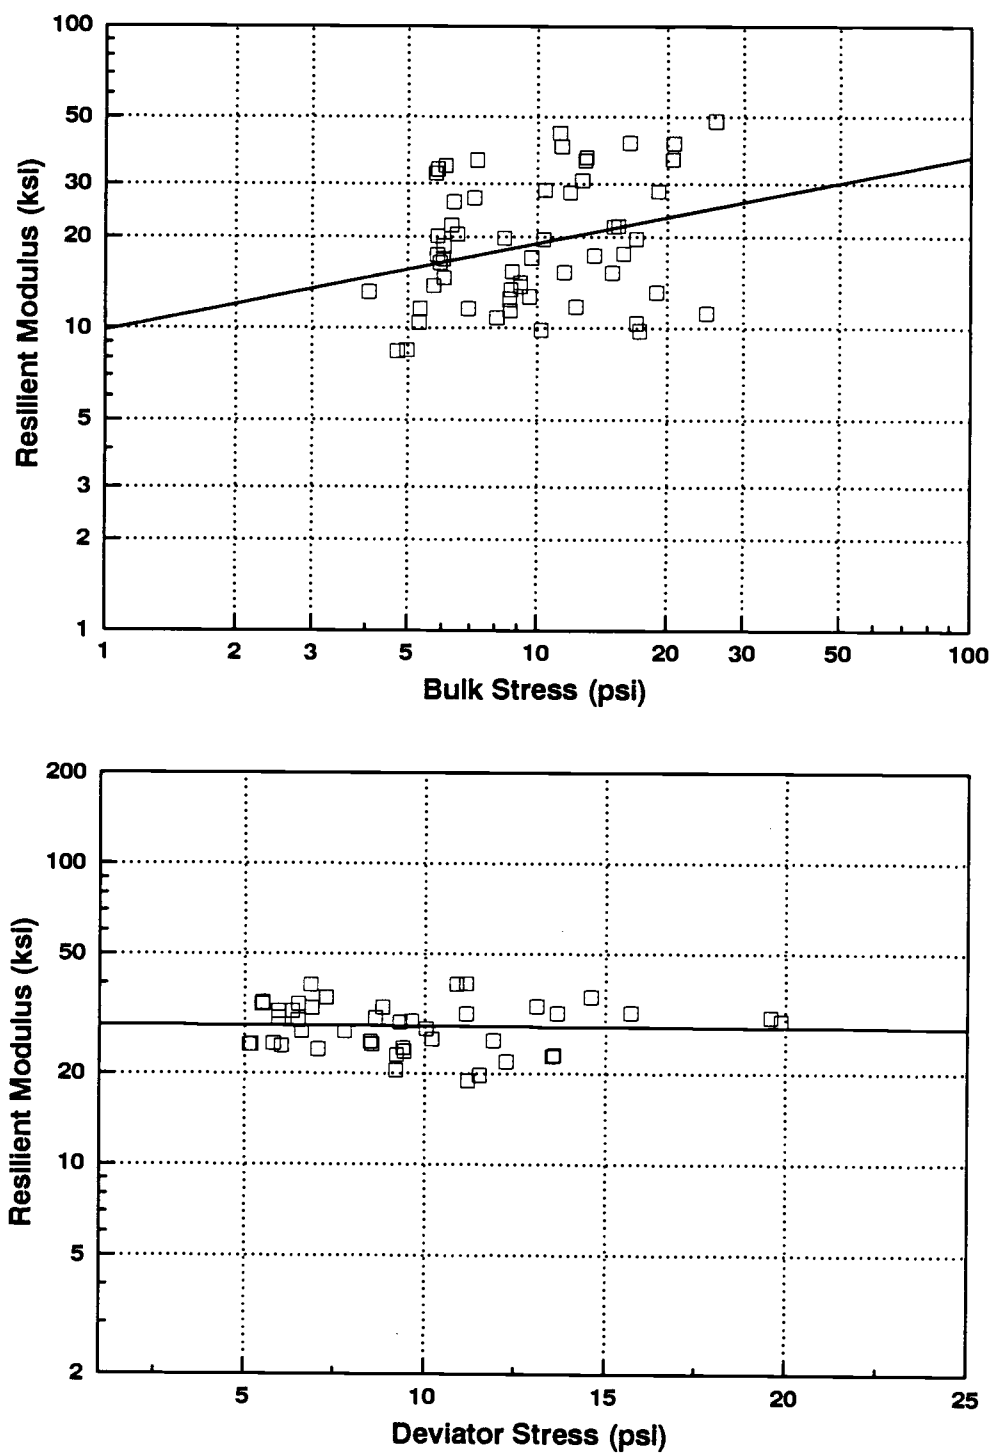 100
50
30
20
10
5
3
2
1
Resilient Modulus (ksi)
1 2 3 5 10 20 30 50 100
Bulk Stress (psi)
200
100
50
20
10
5
2
Resilient Modulus (ksi)
5 10 15 20 25
Deviator Stress (psi)